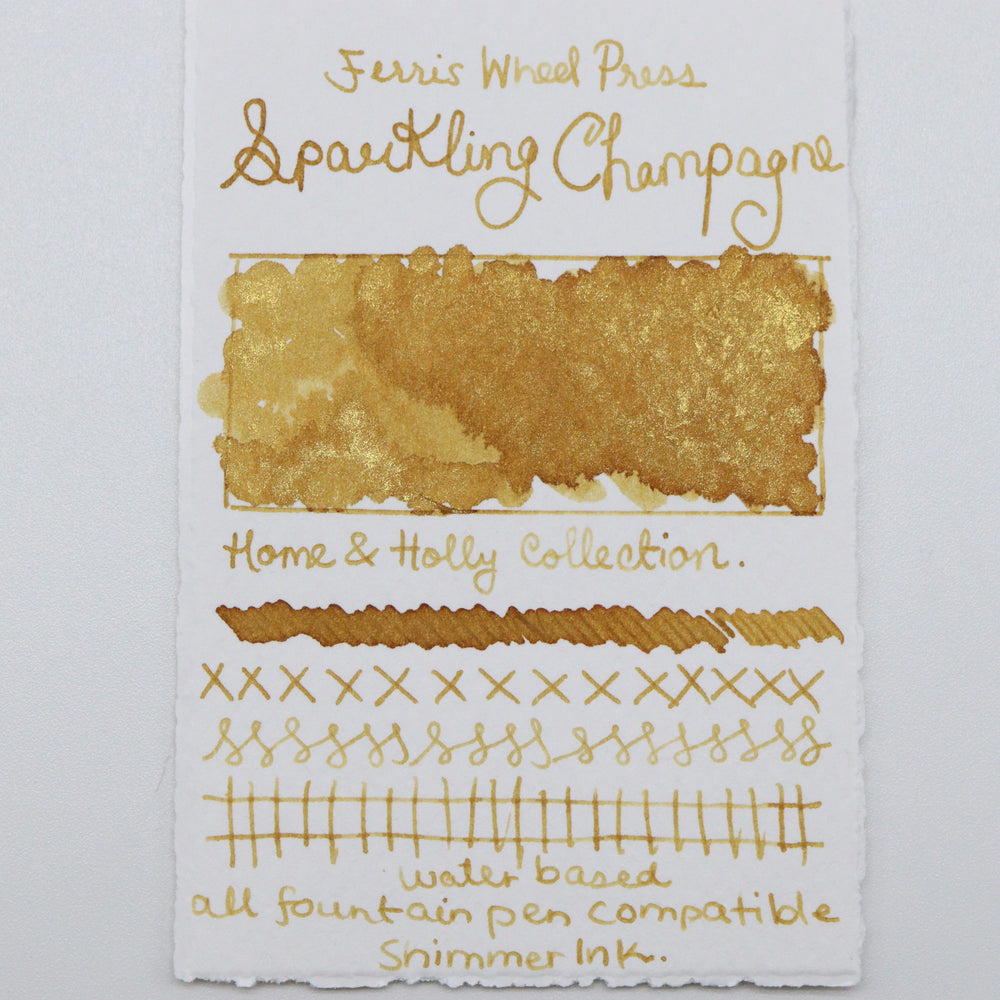 Ferris Wheel Press
Sparkling Champagne
Home & Holly Collection.
water based
all fountain pen compatible
Shimmer Ink.